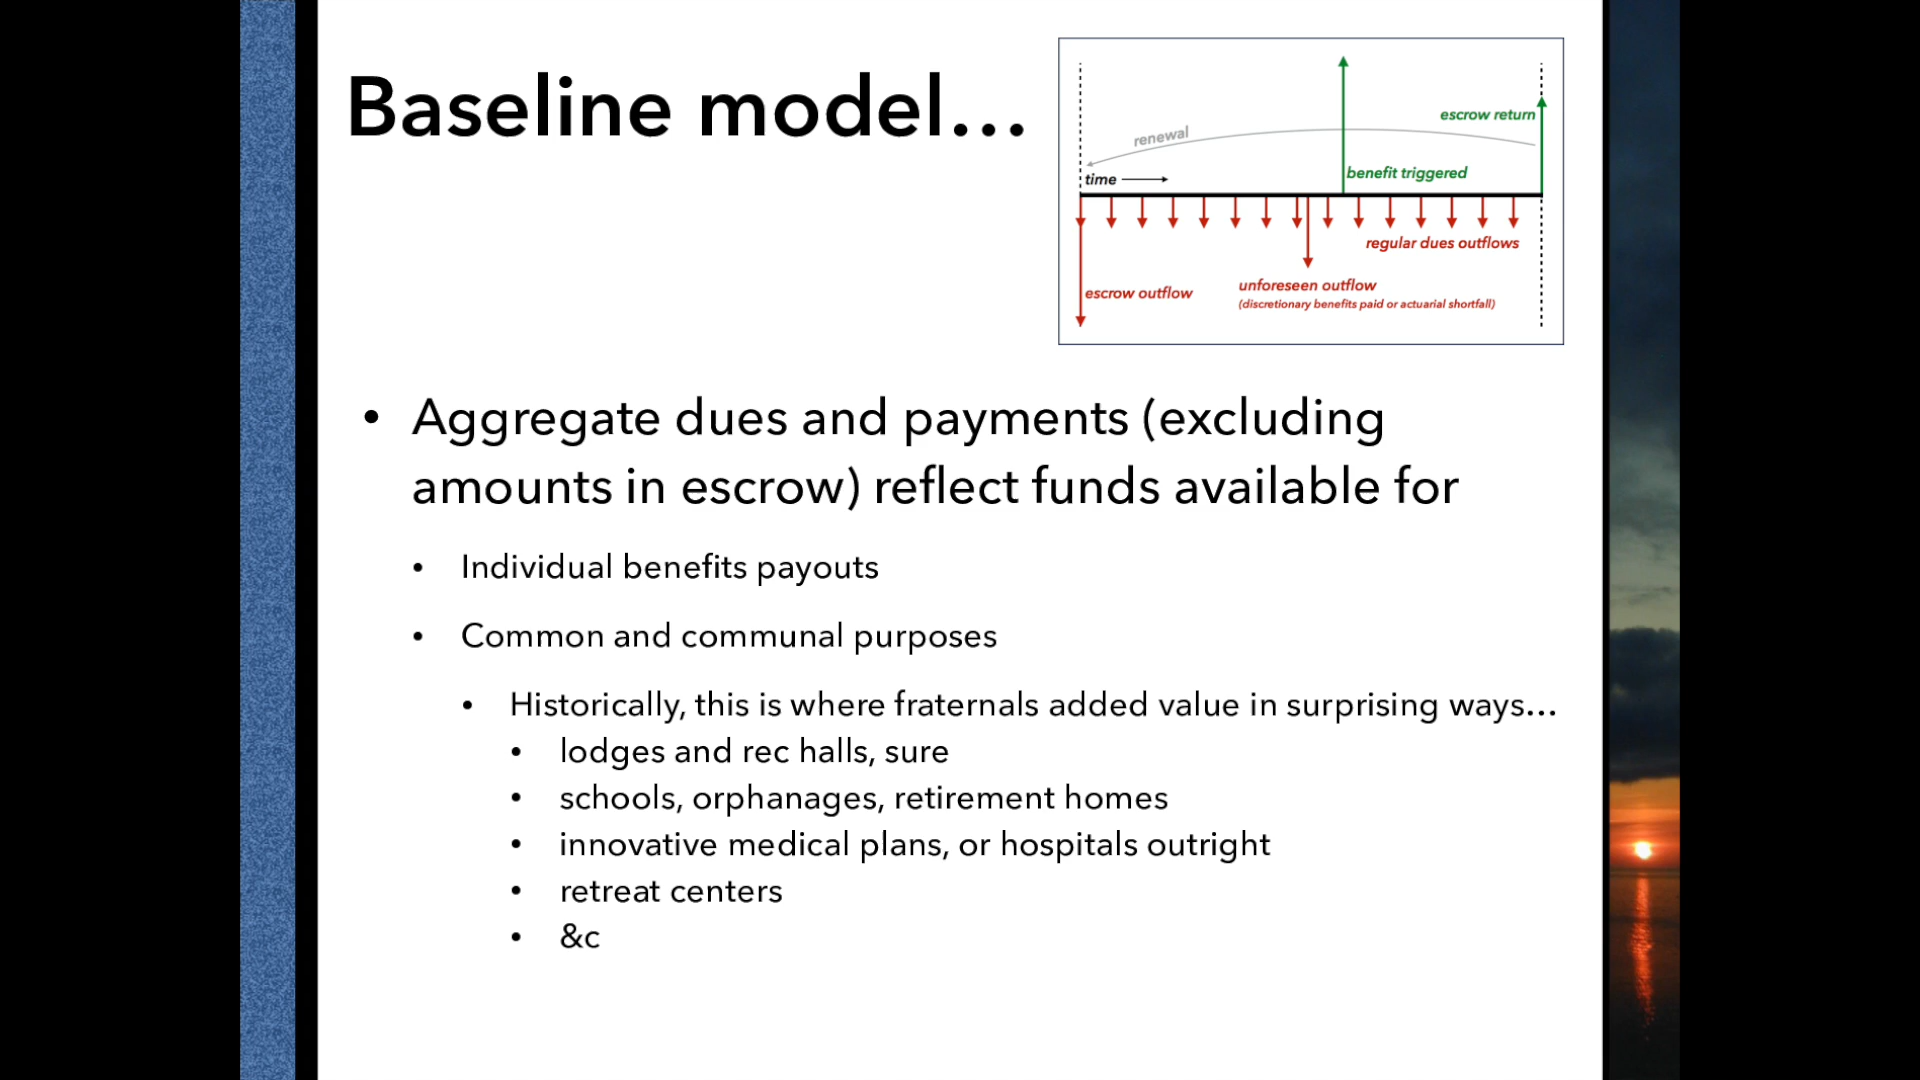 Baseline model...
escrow return
renewal
benefit triggered
time
regular dues outflows
unforeseen outflow
escrow outflow
(discretionary benefits paid or actuarial shortfall)
• Aggregate dues and payments (excluding
amounts in escrow) reflect funds available for
• Individual benefits payouts
• Common and communal purposes
• Historically, this is where fraternals added value in surprising ways...
• lodges and rec halls, sure
• schools, orphanages, retirement homes
• innovative medical plans, or hospitals outright
• retreat centers
• &c